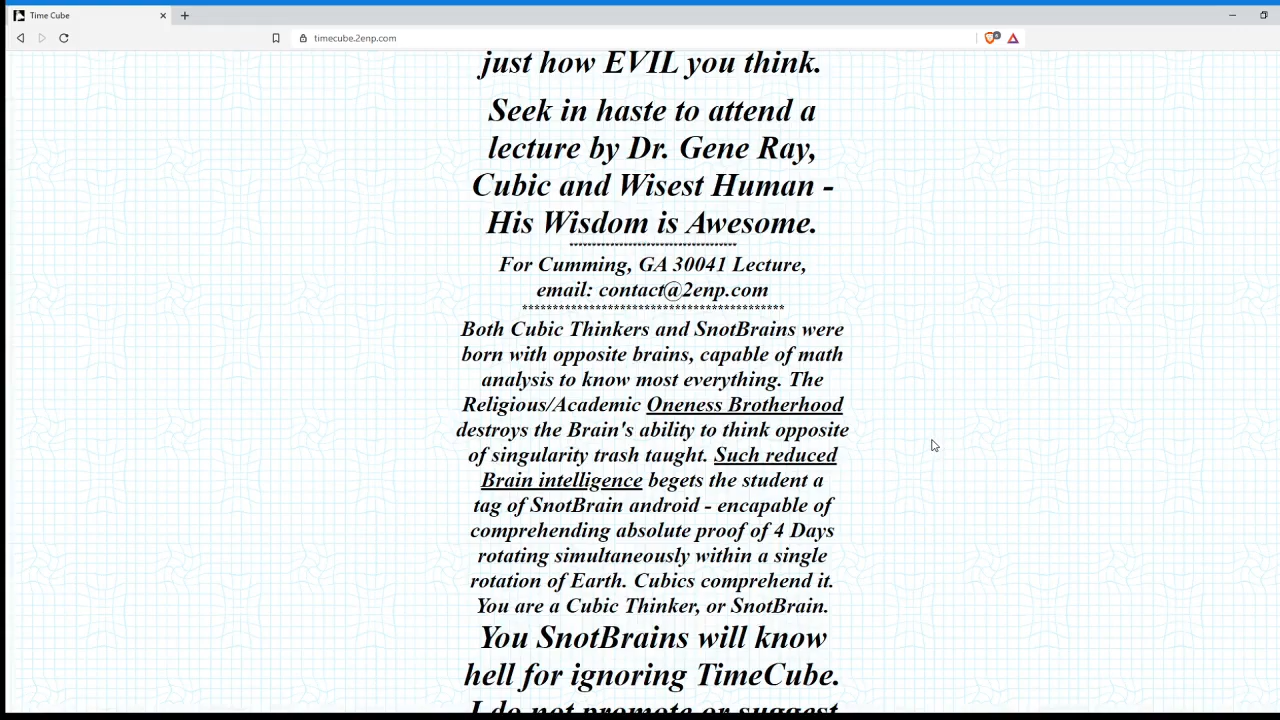 Time Cube
timecube.2enp.com
4
just how EVIL you think.
Seek in haste to attend a
lecture by Dr. Gene Ray,
Cubic and Wisest Human -
His Wisdom is Awesome.
For Cumming, GA 30041 Lecture,
email: contact@2enp.com
*******************************************
Both Cubic Thinkers and SnotBrains were
born with opposite brains, capable of math
analysis to know most everything. The
Religious/Academic Oneness Brotherhood
destroys the Brain's ability to think opposite
of singularity trash taught. Such reduced
Brain intelligence begets the student a
tag of SnotBrain android - encapable of
comprehending absolute proof of 4 Days
rotating simultaneously within a single
rotation of Earth. Cubics comprehend it.
You are a Cubic Thinker, or SnotBrain.
You SnotBrains will know
hell for ignoring TimeCube.
I do not promote or suggest